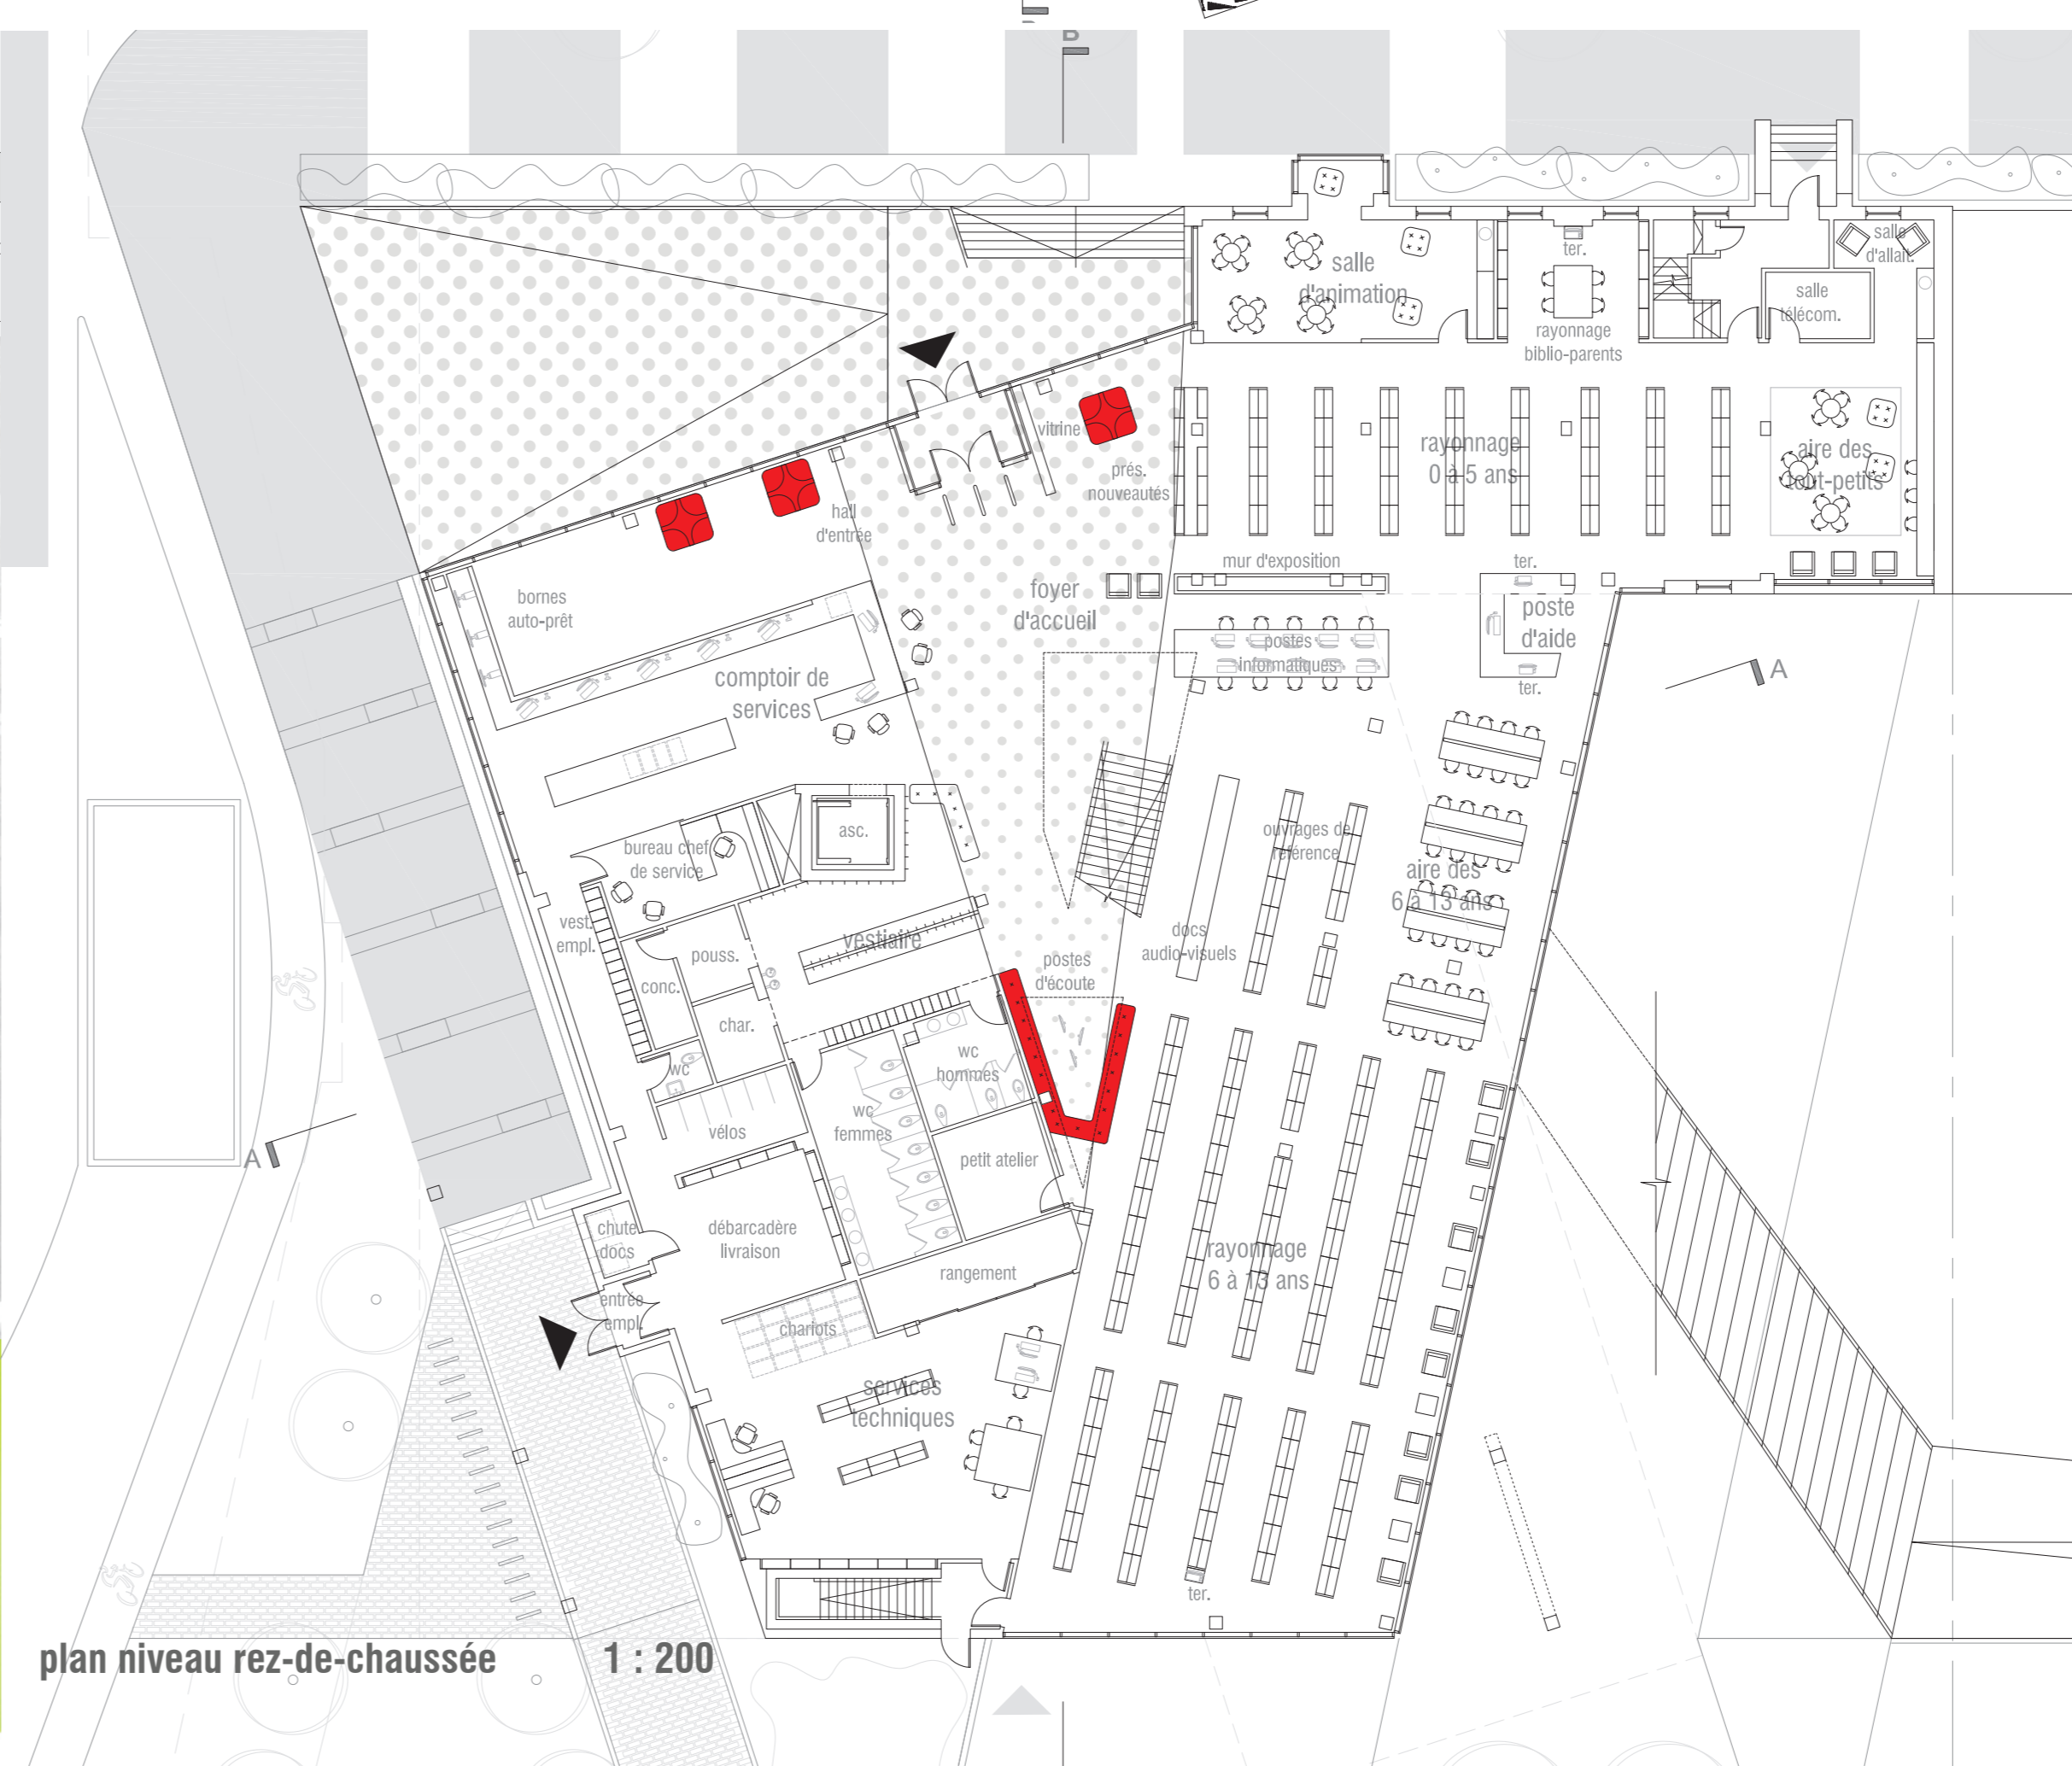 B
salle
d'allait.
ter.
salle
d'animation
salle
télécom.
rayonnage
biblio-parents
vitrine
prés.
nouveautés
rayonnage
0 à 5 ans
aire des
tout-petits
hall
d'entrée
mur d'exposition
ter.
bornes
auto-prêt
foyer
d'accueil
poste
d'aide
postes
informatiques
ter.
A
comptoir de
services
asc.
bureau chef
de service
ouvrages de
référence
aire des
6 à 13 ans
vest.
empl.
vestiaire
docs
audio-visuels
pouss.
postes
d'écoute
conc.
char.
wc
hommes
wc
wc
femmes
vélos
petit atelier
A
chute
docs
débarcadère
livraison
rayonnage
6 à 13 ans
rangement
entrée
empl.
chariots
services
techniques
ter.
plan niveau rez-de-chaussée 1 : 200